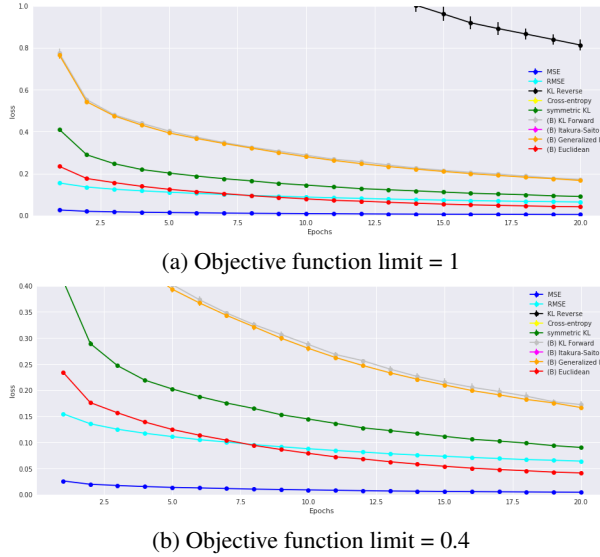 1.0
0.8
0.6
0.4
0.2
0.0
loss
MSE
RMSE
KL Reverse
Cross-entropy
symmetric KL
(B) KL Forward
(B) Itakura-Saito
(B) Generalized
(B) Euclidean
2.5 5.0 7.5 10.0 12.5 15.0 17.5 20.0
Epochs
(a) Objective function limit = 1
0.40
0.35
0.30
0.25
0.20
0.15
0.10
0.05
0.00
loss
MSE
RMSE
KL Reverse
Cross-entropy
symmetric KL
(B) KL Forward
(B) Itakura-Saito
(B) Generalized
(B) Euclidean
2.5 5.0 7.5 10.0 12.5 15.0 17.5 20.0
Epochs
(b) Objective function limit = 0.4